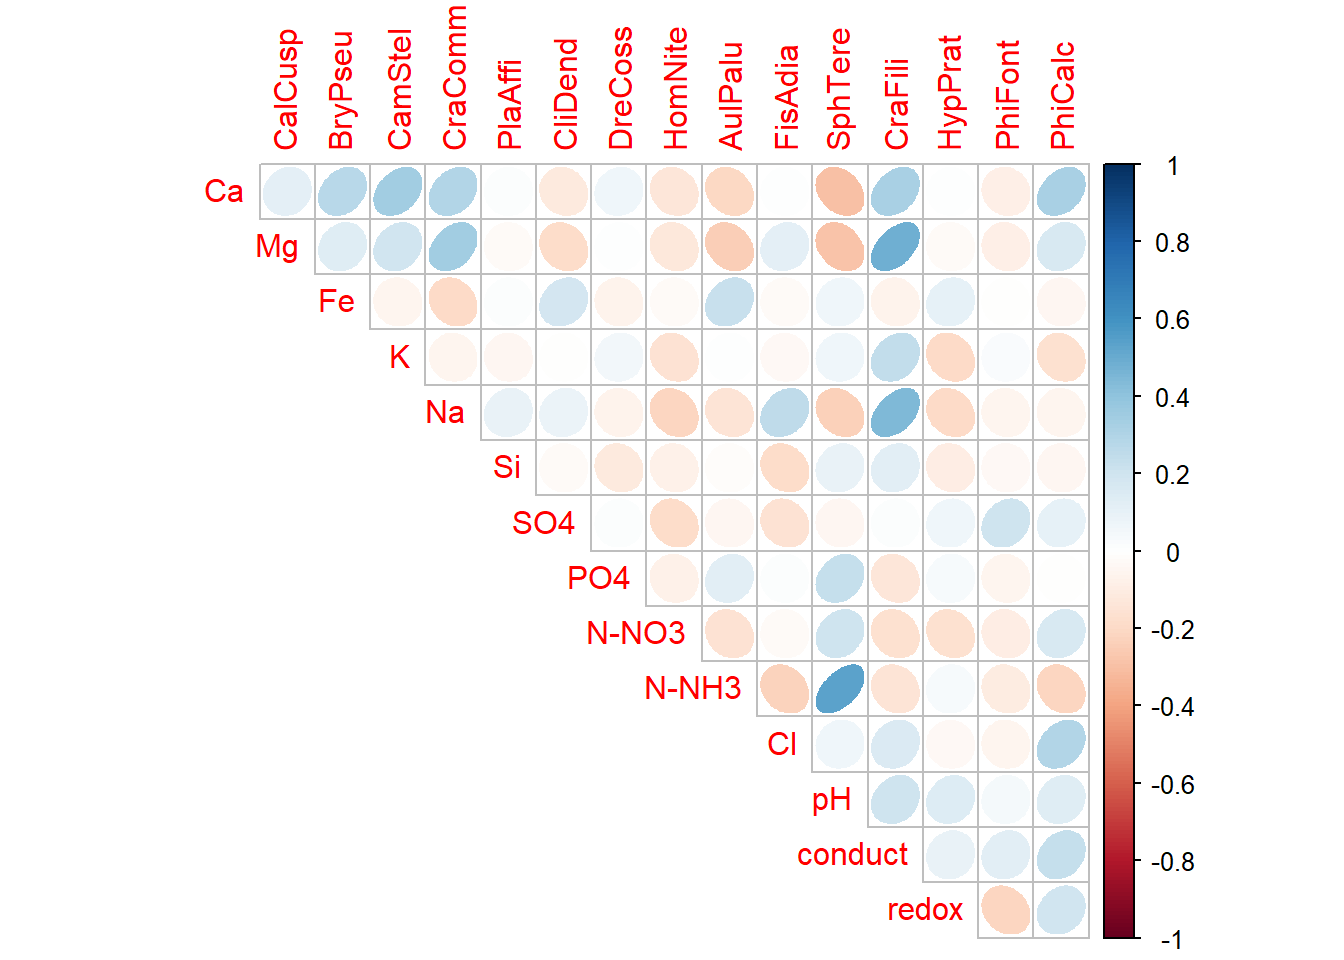 CalCusp
BryPseu
CamStel
CraComm
PlaAffi
CliDend
DreCoss
HomNite
AulPalu
FisAdia
SphTere
CraFili
HypPrat
PhiFont
PhiCalc
Ca
Mg
Fe
K
Na
Si
SO4
PO4
N-NO3
N-NH3
Cl
pH
conduct
redox
1
0.8
0.6
0.4
0.2
0
-0.2
-0.4
-0.6
-0.8
-1